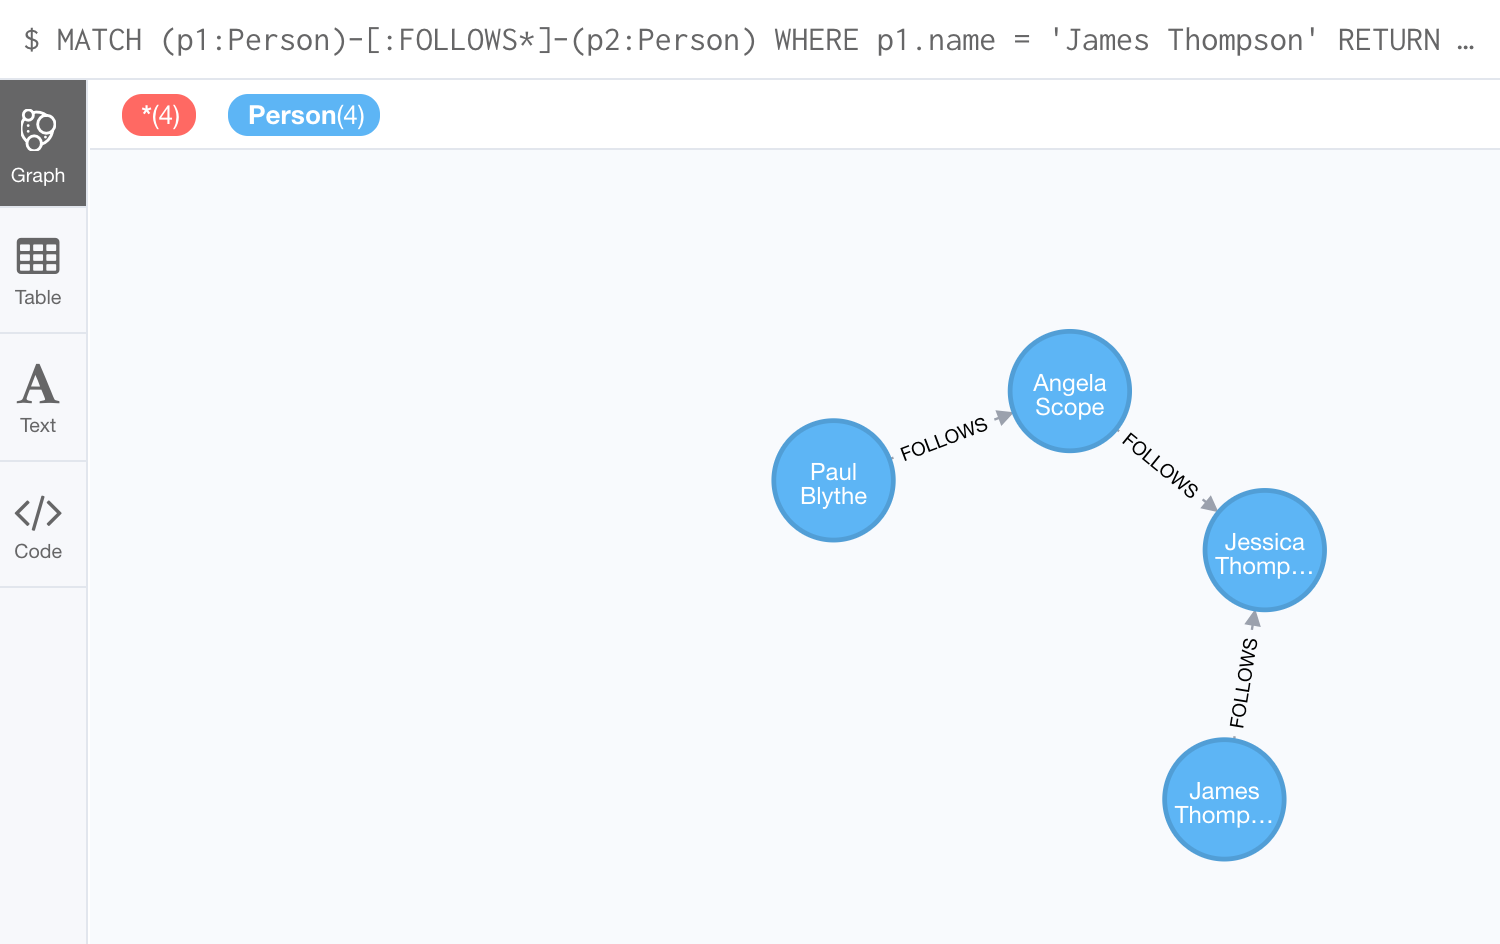 $ MATCH (p1:Person)-[:FOLLOWS*]-(p2:Person) WHERE p1.name = 'James Thompson' RETURN …
*(4) Person(4)
Graph
Table
Text
Code
Angela
Scope
FOLLOWS
Paul
Blythe
FOLLOWS
Jessica
Thomp…
FOLLOWS
James
Thomp…